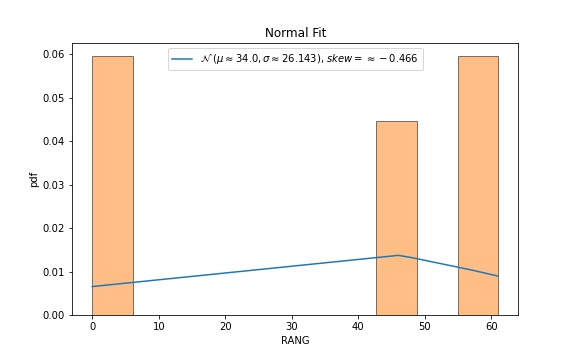 Normal Fit
𝒩(μ ≈ 34.0, σ ≈ 26.143), skew = ≈ −0.466
pdf
0.06
0.05
0.04
0.03
0.02
0.01
0.00
0 10 20 30 40 50 60
RANG